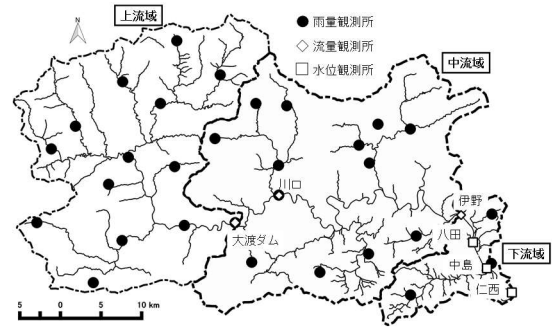 上流域
N
雨量観測所
流量観測所
水位観測所
中流域
川口
大渡ダム
伊野
八田
中島
下流域
仁西
5 0 5 10 km